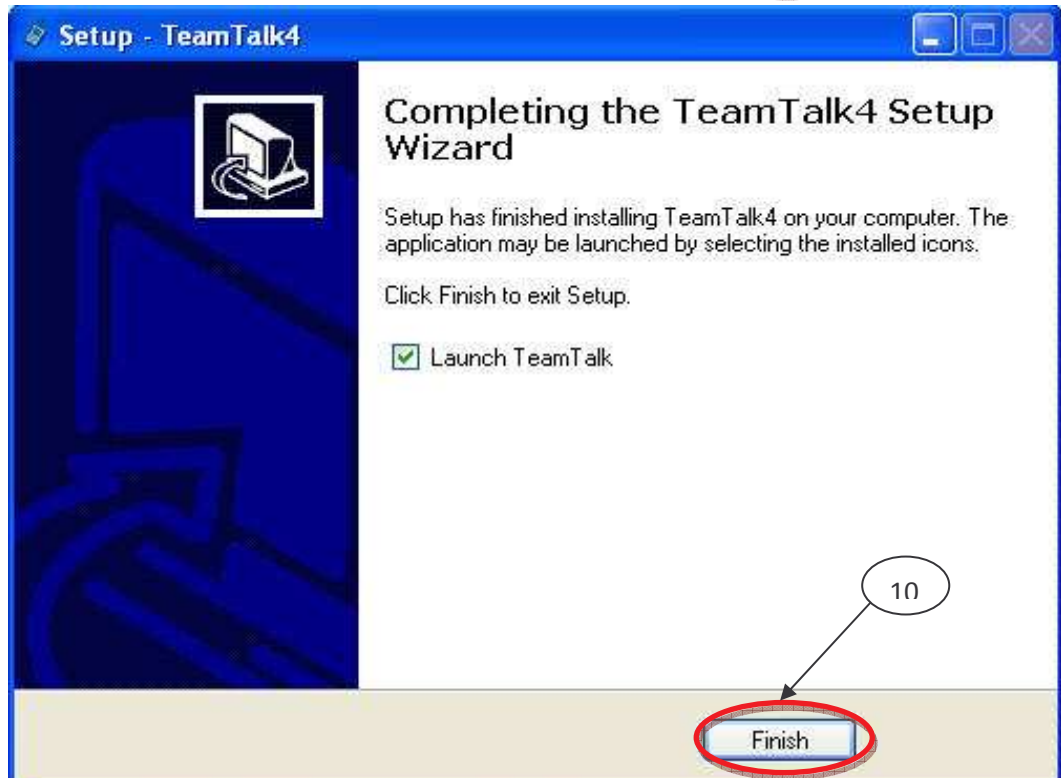 Setup - TeamTalk4
Completing the TeamTalk4 Setup
Wizard
Setup has finished installing TeamTalk4 on your computer. The
application may be launched by selecting the installed icons.
Click Finish to exit Setup.
Launch TeamTalk
10
Finish